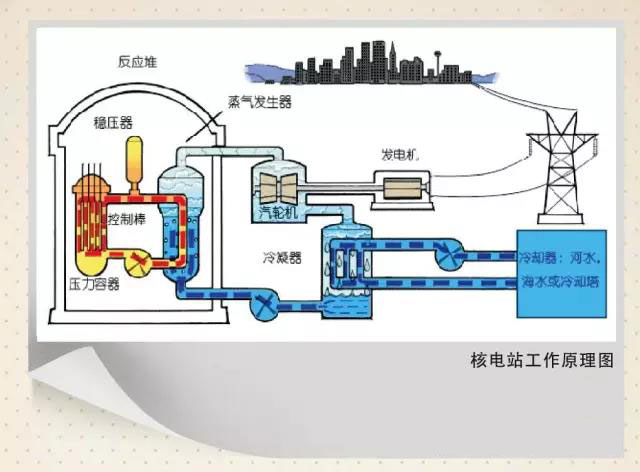 反应堆
蒸气发生器
稳压器
发电机
控制棒
汽轮机
冷凝器
冷却器：河水，
海水或冷却塔
压力容器
核电站工作原理图